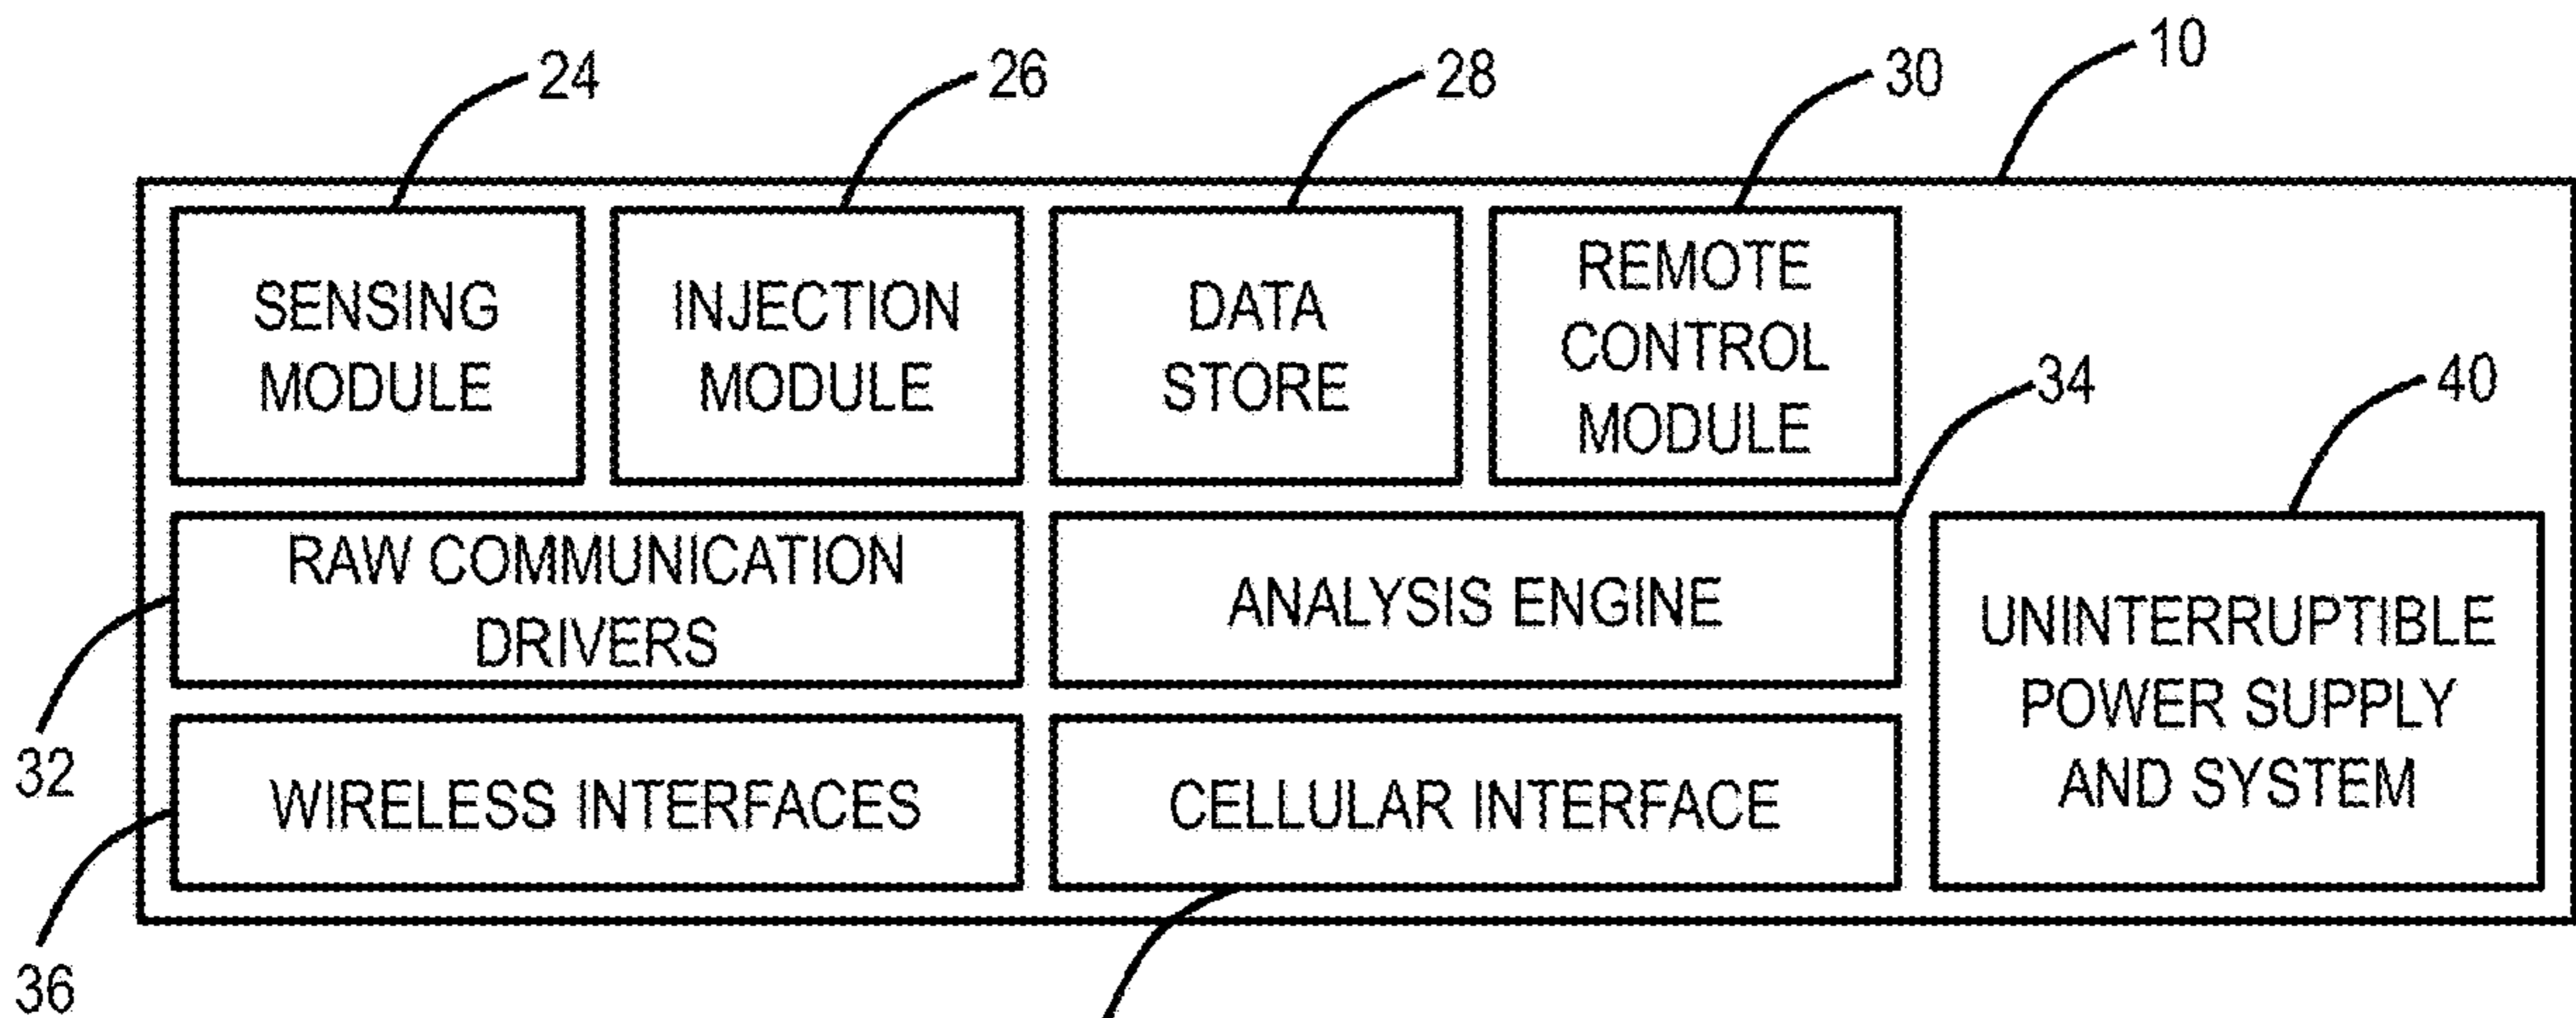 10
24
26
28
30
SENSING
MODULE
INJECTION
MODULE
DATA
STORE
REMOTE
CONTROL
MODULE
34
40
RAW COMMUNICATION
DRIVERS
ANALYSIS ENGINE
UNINTERRUPTIBLE
POWER SUPPLY
AND SYSTEM
32
WIRELESS INTERFACES
CELLULAR INTERFACE
36